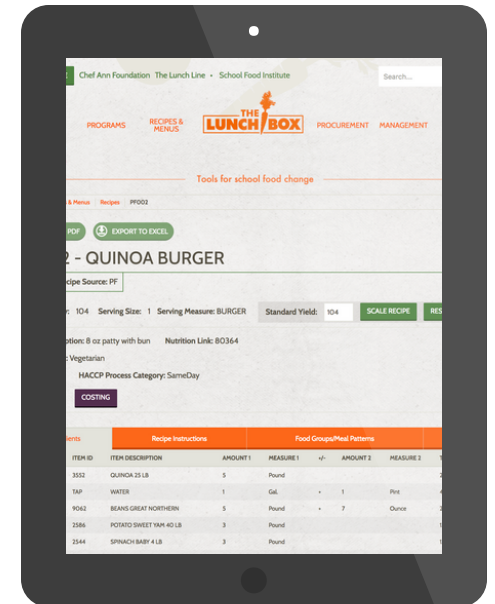 Chef Ann Foundation The Lunch Line • School Food Institute
Search...
PROGRAMS
RECIPES &
MENUS
THE
LUNCH BOX
PROCUREMENT
MANAGEMENT
Tools for school food change
& Menus Recipes PF002
PDF
EXPORT TO EXCEL
2 - QUINOA BURGER
cipe Source: PF
r: 104 Serving Size: 1 Serving Measure: BURGER Standard Yield: 104 SCALE RECIPE RES
ption: 8 oz patty with bun Nutrition Link: 80364
: Vegetarian
HACCP Process Category: SameDay
COSTING
ients Recipe Instructions Food Groups/Meal Patterns
ITEM ID ITEM DESCRIPTION AMOUNT 1 MEASURE 1 +/- AMOUNT 2 MEASURE 2
3552 QUINOA 25 LB 5 Pound
TAP WATER 1 Gal. + 1 Pint
9062 BEANS GREAT NORTHERN 5 Pound + 7 Ounce
2586 POTATO SWEET YAM 40 LB 3 Pound
2544 SPINACH BABY 4 LB 3 Pound